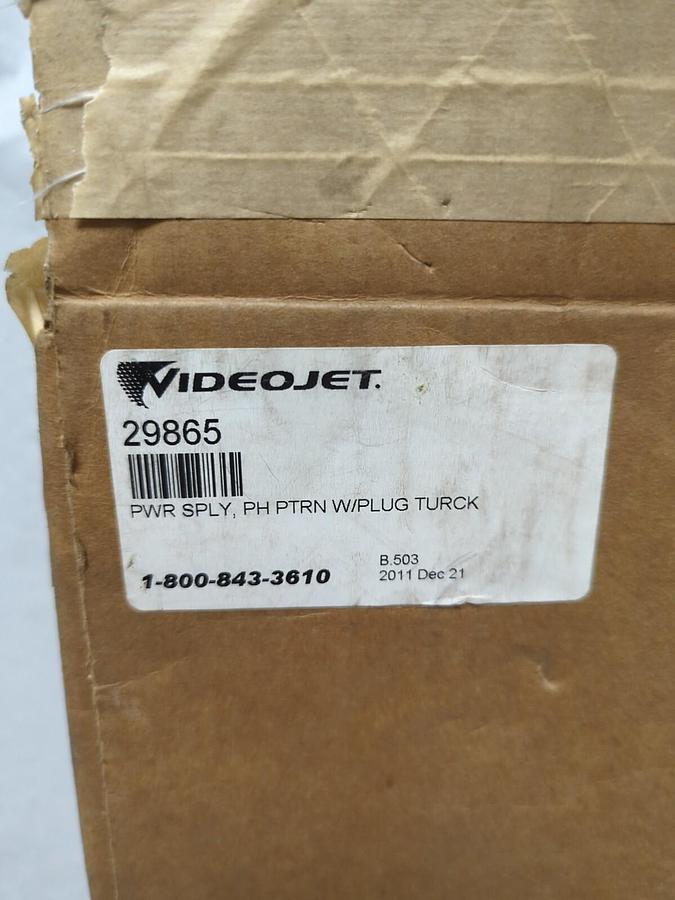 VIDEOJET.
29865
PWR SPLY, PH PTRN W/PLUG TURCK
B.503
1-800-843-3610
2011 Dec 21